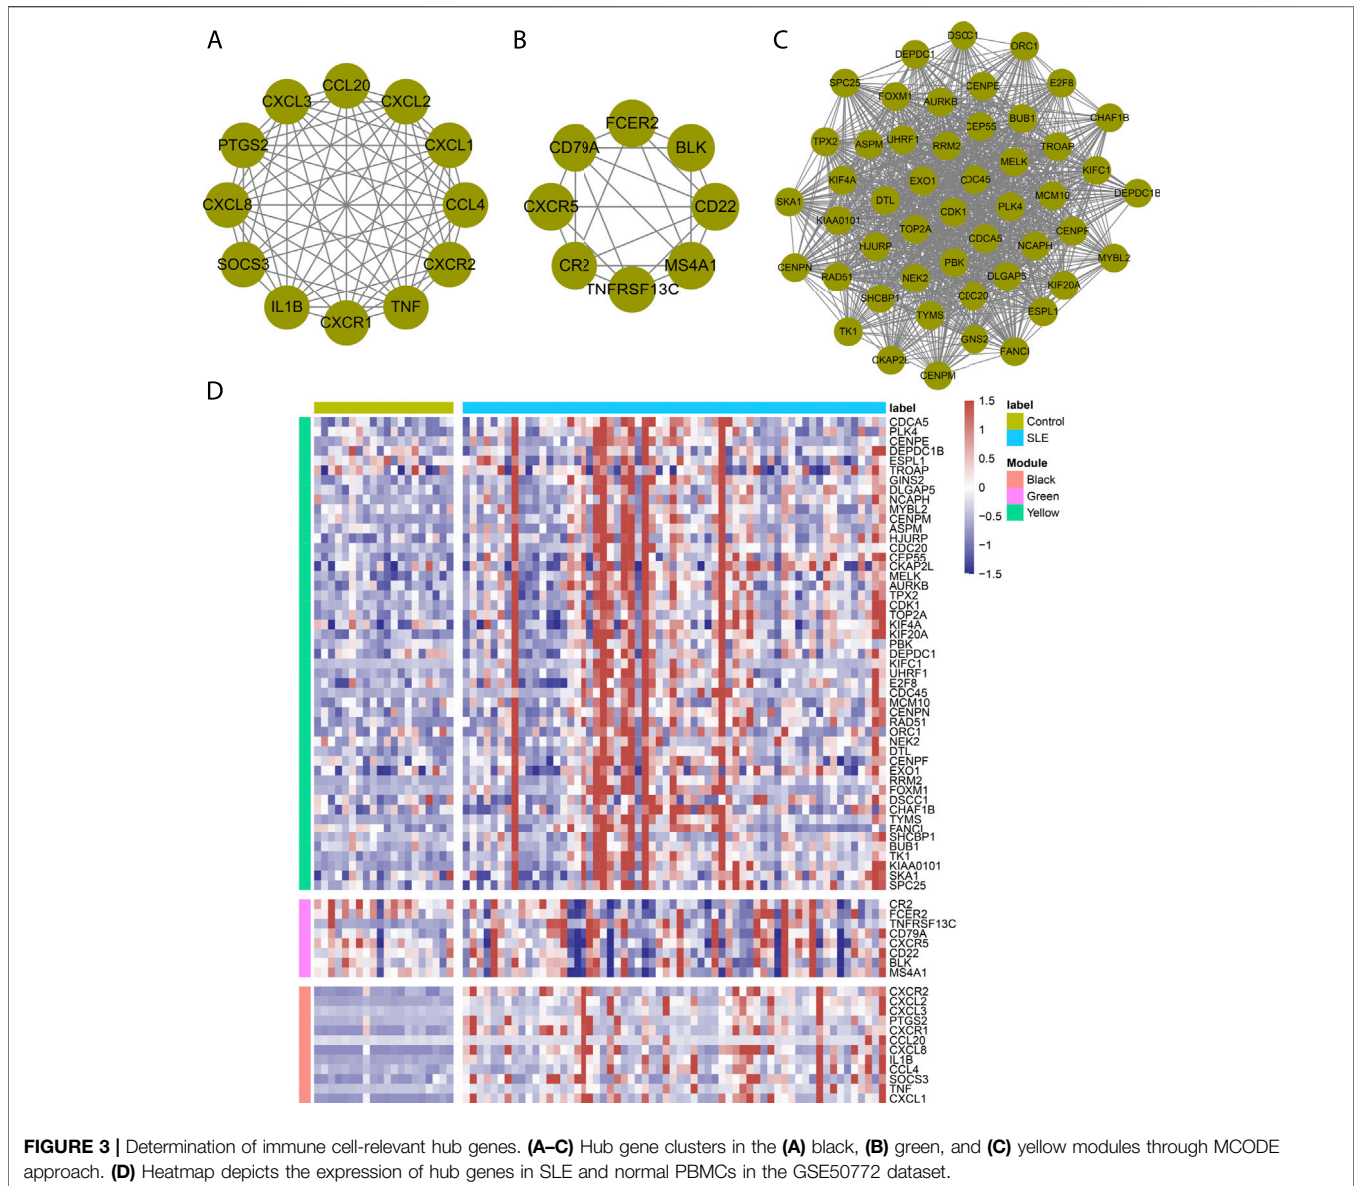 A
CCL20
CXCL3
CXCL2
PTGS2
CXCL1
CXCL8
CCL4
SOCS3
CXCR2
IL1B
TNF
CXCR1
B
FCER2
CD79A
BLK
CXCR5
CD22
CR2
MS4A1
TNFRSF13C
C
DSCC1
DEPDC1
ORC1
SPC25
CENPE
E2F8
FOXM1
AURKB
CEP55
BUB1
CHAF1B
TPX2
ASPM
UHRF1
RRM2
TROAP
MELK
KIFC1
KIF4A
EXO1
CDC45
DEPDC1B
SKA1
DTL
CDK1
PLK4
MCM10
KIAA0101
TOP2A
CDCA5
CENPF
HJURP
NCAPH
CENPN
RAD51
NEK2
PBK
DLGAP5
MYBL2
SHCBP1
CDC20
KIF20A
TK1
TYMS
ESPL1
GNS2
CKAP2L
FANCI
CENPM
D
label
CDCA5
PLK4
CENPE
DEPDC1B
ESPL1
TROAP
GINS2
DLGAP5
NCAPH
MYBL2
CENPM
ASPM
HJURP
CDC20
CEP55
CKAP2L
MELK
AURKB
TPX2
CDK1
TOP2A
KIF4A
KIF20A
PBK
DEPDC1
KIFC1
UHRF1
E2F8
CDC45
MCM10
CENPN
RAD51
ORC1
NEK2
DTL
CENPF
EXO1
RRM2
FOXM1
DSCC1
CHAF1B
TYMS
FANCI
SHCBP1
BUB1
TK1
KIAA0101
SKA1
SPC25
CR2
FCER2
TNFRSF13C
CD79A
CXCR5
CD22
BLK
MS4A1
CXCR2
CXCL2
CXCL3
PTGS2
CXCR1
CCL20
CXCL8
IL1B
CCL4
SOCS3
TNF
CXCL1
1.5
1
0.5
0
−0.5
−1
−1.5
label
Control
SLE
Module
Black
Green
Yellow
FIGURE 3 | Determination of immune cell-relevant hub genes. (A–C) Hub gene clusters in the (A) black, (B) green, and (C) yellow modules through MCODE
approach. (D) Heatmap depicts the expression of hub genes in SLE and normal PBMCs in the GSE50772 dataset.